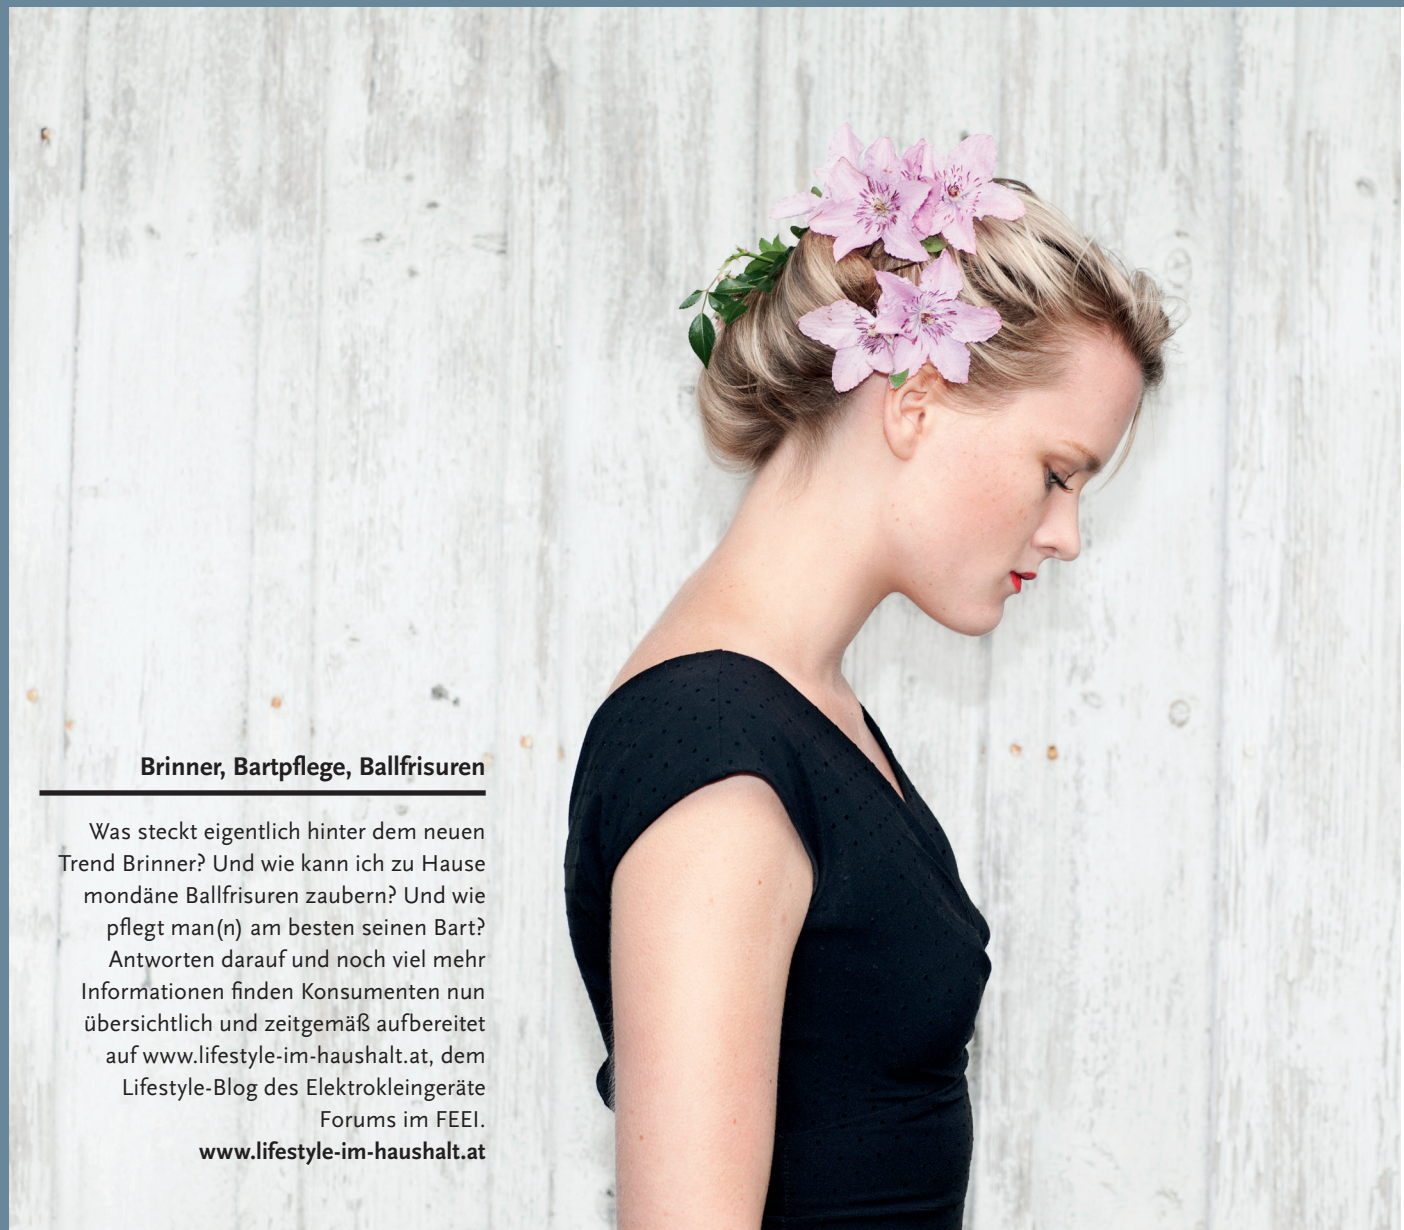 Brinner, Bartpflege, Ballfrisuren
Was steckt eigentlich hinter dem neuen
Trend Brinner? Und wie kann ich zu Hause
mondäne Ballfrisuren zaubern? Und wie
pflegt man(n) am besten seinen Bart?
Antworten darauf und noch viel mehr
Informationen finden Konsumenten nun
übersichtlich und zeitgemäß aufbereitet
auf www.lifestyle-im-haushalt.at, dem
Lifestyle-Blog des Elektrokleingeräte
Forums im FEEI.
www.lifestyle-im-haushalt.at